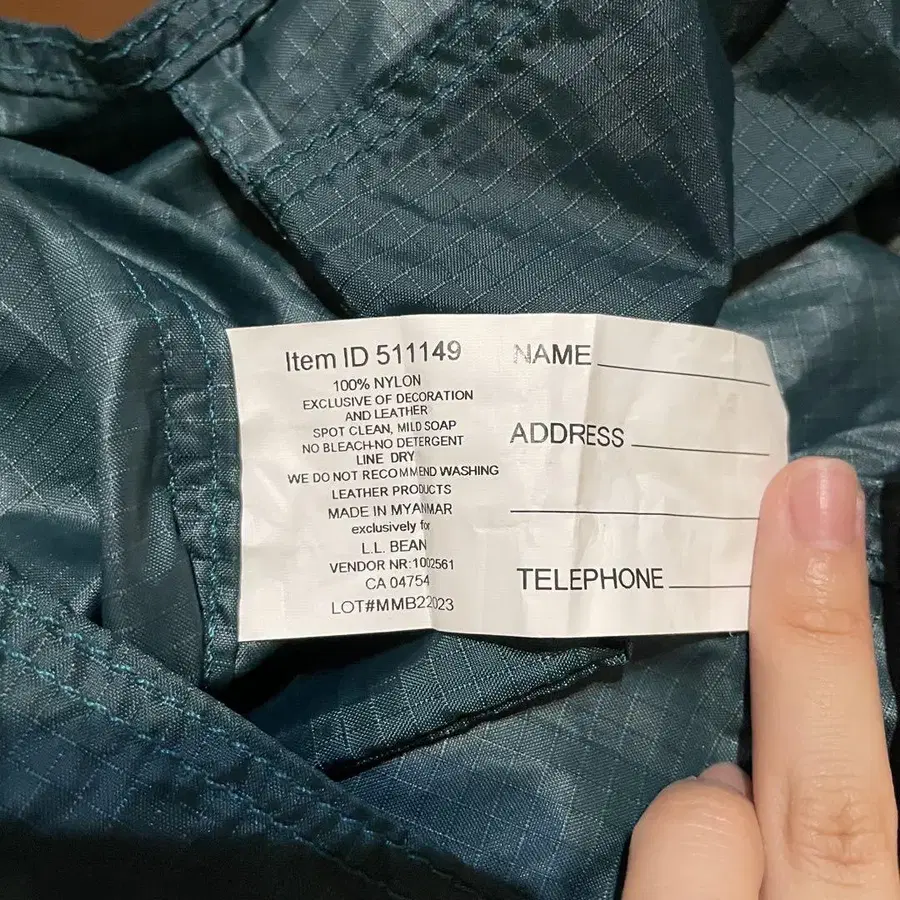 Item ID 511149
100% NYLON
EXCLUSIVE OF DECORATION
AND LEATHER
SPOT CLEAN, MILD SOAP
NO BLEACH-NO DETERGENT
LINE DRY
WE DO NOT RECOMMEND WASHING
LEATHER PRODUCTS
MADE IN MYANMAR
exclusively for
L.L. BEAN
VENDOR NR:1002561
CA 04754
LOT#MMB22023
NAME
ADDRESS
TELEPHONE